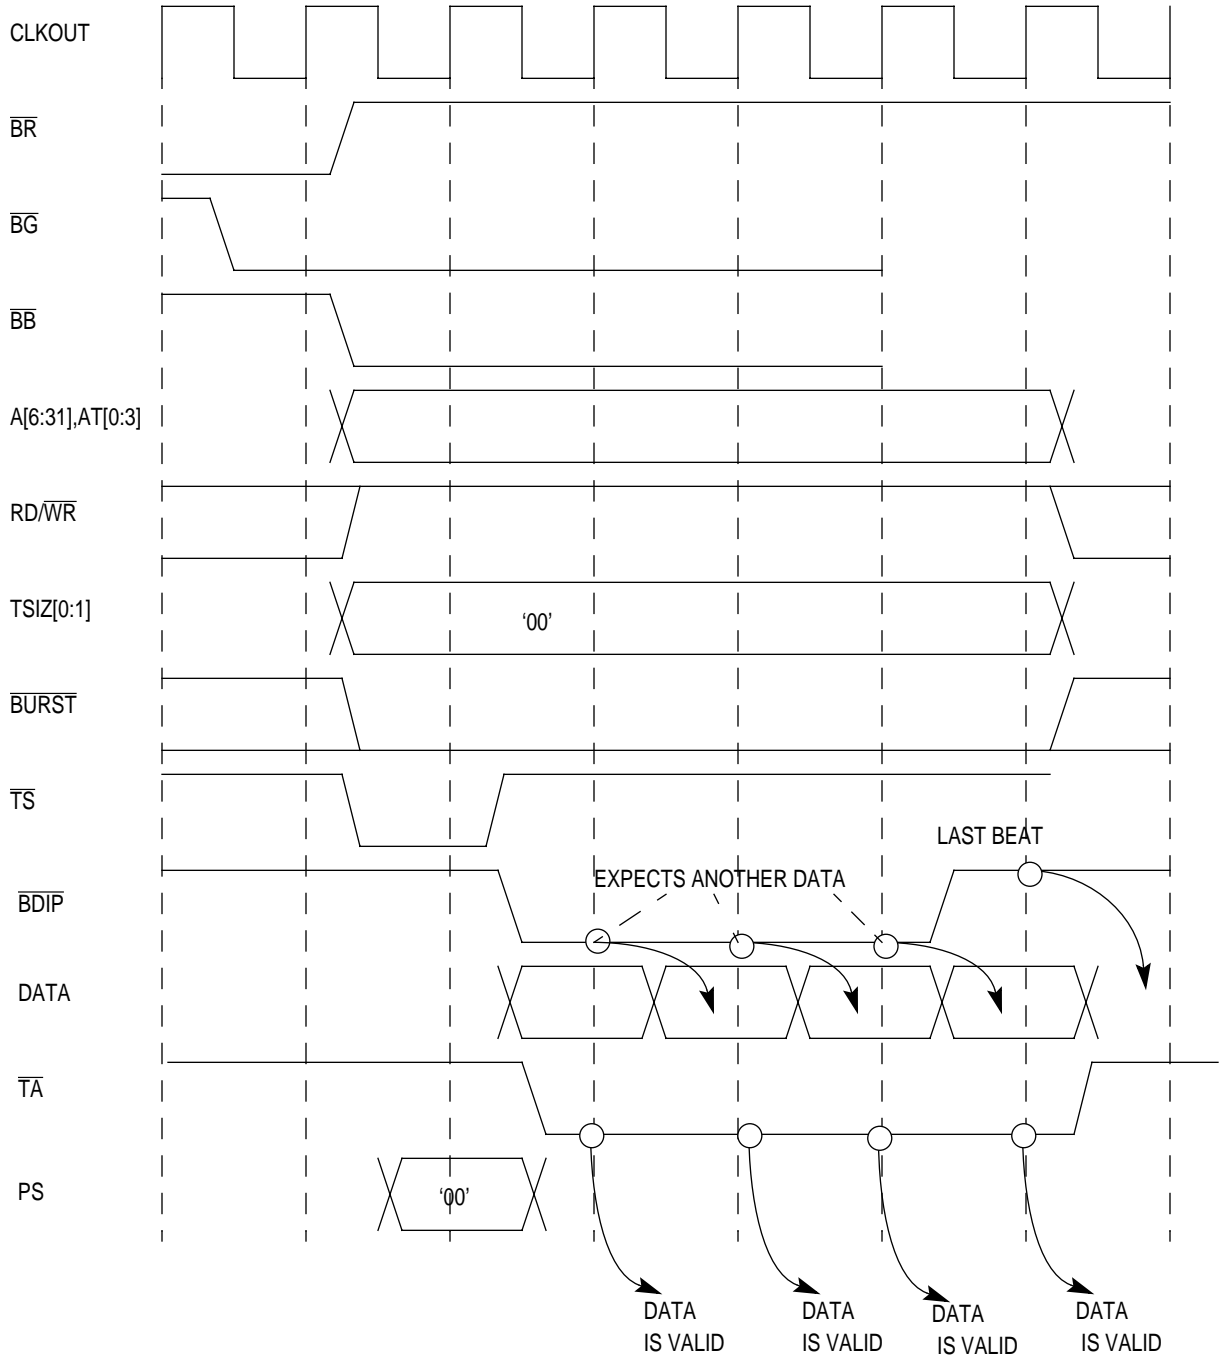 CLKOUT
BR
BG
BB
A[6:31],AT[0:3]
RD/WR
TSIZ[0:1]
‘00’
BURST
TS
LAST BEAT
EXPECTS ANOTHER DATA
BDIP
DATA
TA
PS
‘00’
DATA
IS VALID
DATA
IS VALID
DATA
IS VALID
DATA
IS VALID